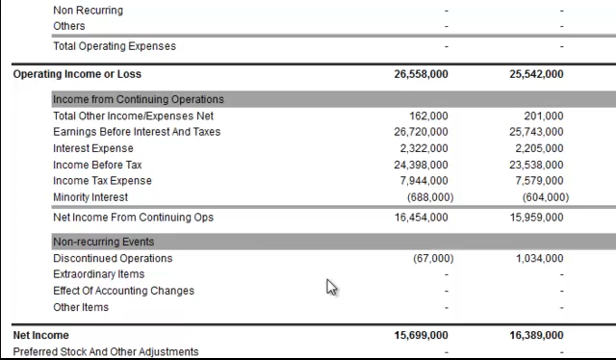 Non Recurring - -
Others - -
Total Operating Expenses - -
Operating Income or Loss 26,558,000 25,542,000
Income from Continuing Operations
Total Other Income/Expenses Net 162,000 201,000
Earnings Before Interest And Taxes 26,720,000 25,743,000
Interest Expense 2,322,000 2,205,000
Income Before Tax 24,398,000 23,538,000
Income Tax Expense 7,944,000 7,579,000
Minority Interest (688,000) (604,000)
Net Income From Continuing Ops 16,454,000 15,959,000
Non-recurring Events
Discontinued Operations (67,000) 1,034,000
Extraordinary Items - -
Effect Of Accounting Changes - -
Other Items - -
Net Income 15,699,000 16,389,000
Preferred Stock And Other Adjustments - -